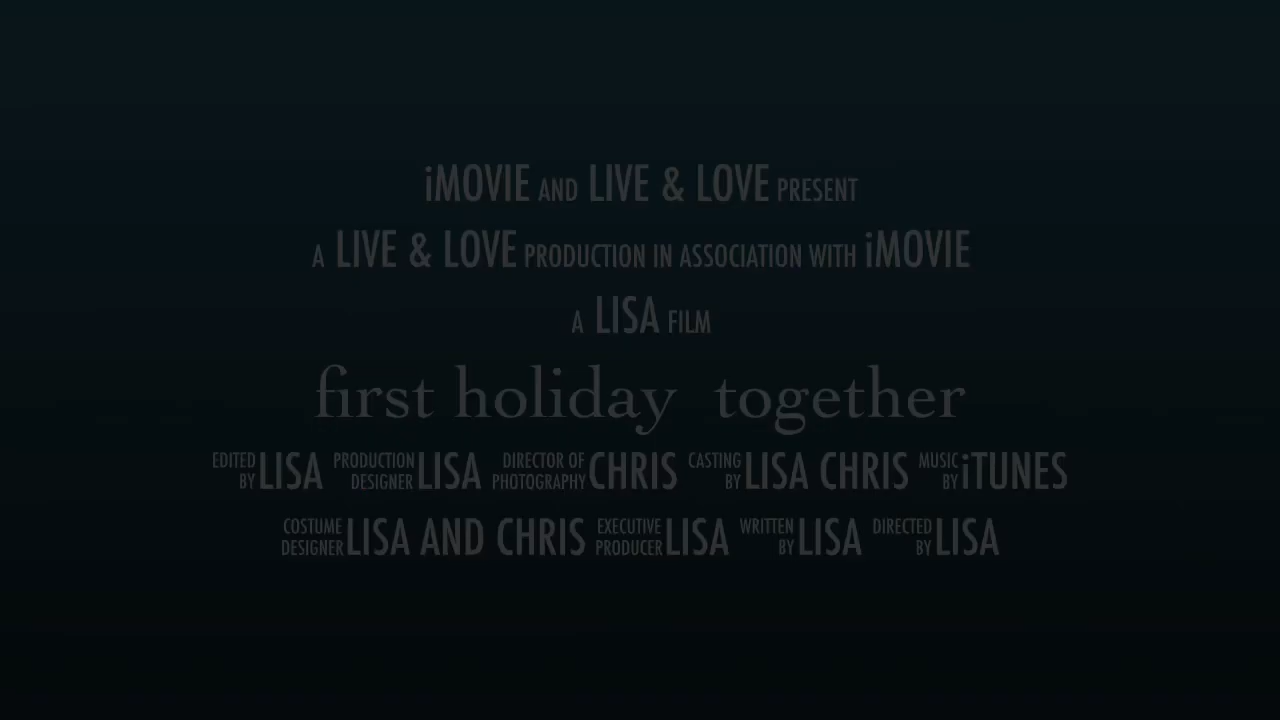 iMOVIE AND LIVE & LOVE PRESENT
A LIVE & LOVE PRODUCTION IN ASSOCIATION WITH iMOVIE
A LISA FILM
first holiday together
EDITED BY LISA PRODUCTION DESIGNER LISA DIRECTOR OF PHOTOGRAPHY CHRIS CASTING BY LISA CHRIS MUSIC BY iTUNES
COSTUME DESIGNER LISA AND CHRIS EXECUTIVE PRODUCER LISA WRITTEN BY LISA DIRECTED BY LISA